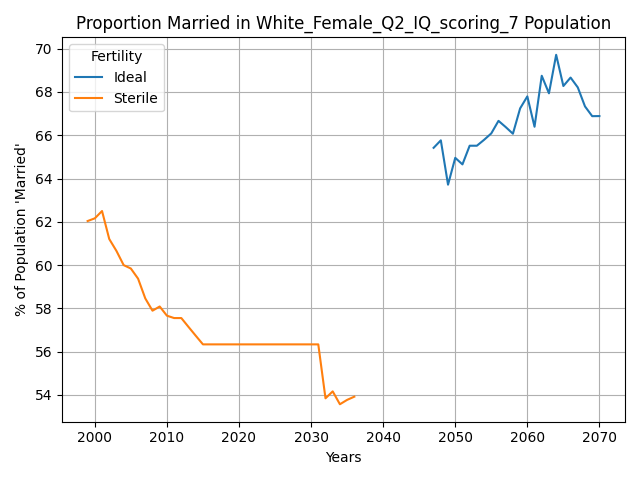 Proportion Married in White_Female_Q2_IQ_scoring_7 Population
Fertility
Ideal
Sterile
% of Population 'Married'
70
68
66
64
62
60
58
56
54
2000 2010 2020 2030 2040 2050 2060 2070
Years